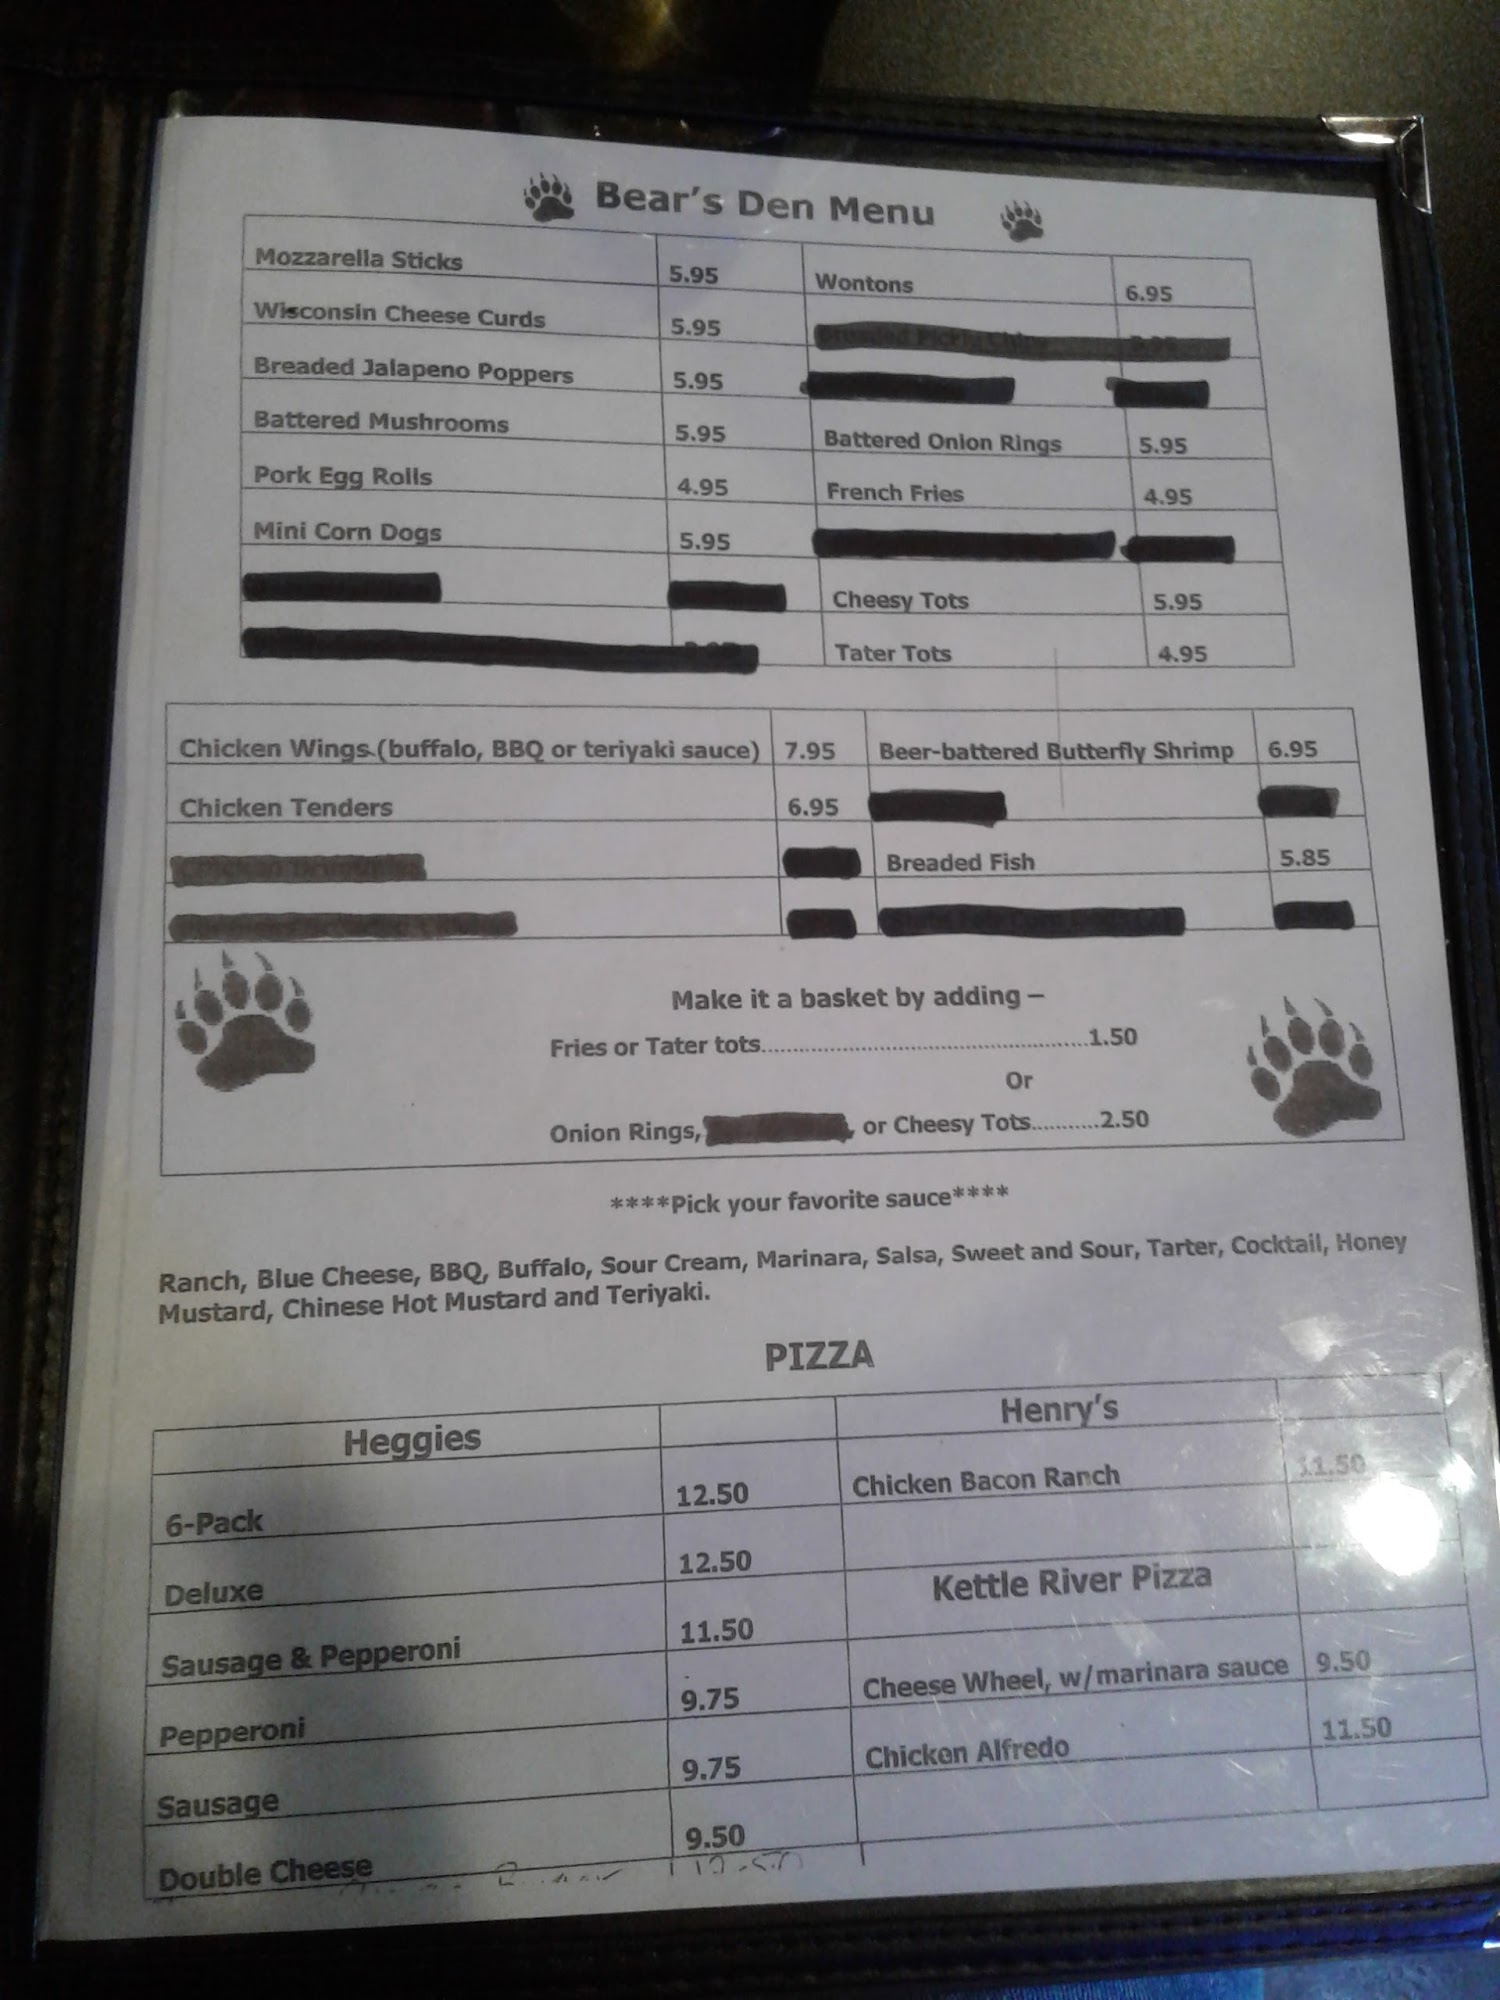 Bear's Den Menu
Mozzarella Sticks 5.95 Wontons 6.95
Wisconsin Cheese Curds 5.95
Breaded Jalapeno Poppers 5.95
Battered Mushrooms 5.95 Battered Onion Rings 5.95
Pork Egg Rolls 4.95 French Fries 4.95
Mini Corn Dogs 5.95
Cheesy Tots 5.95
Tater Tots 4.95
Chicken Wings (buffalo, BBQ or teriyaki sauce) 7.95 Beer-battered Butterfly Shrimp 6.95
Chicken Tenders 6.95
Breaded Fish 5.85
Make it a basket by adding –
Fries or Tater tots................................................1.50
Or
Onion Rings, or Cheesy Tots...........2.50
****Pick your favorite sauce****
Ranch, Blue Cheese, BBQ, Buffalo, Sour Cream, Marinara, Salsa, Sweet and Sour, Tarter, Cocktail, Honey
Mustard, Chinese Hot Mustard and Teriyaki.
PIZZA
Heggies Henry's
6-Pack 12.50 Chicken Bacon Ranch 11.50
Deluxe 12.50
Kettle River Pizza
Sausage & Pepperoni 11.50
Pepperoni 9.75 Cheese Wheel, w/marinara sauce 9.50
Sausage 9.75 Chicken Alfredo 11.50
Double Cheese 9.50